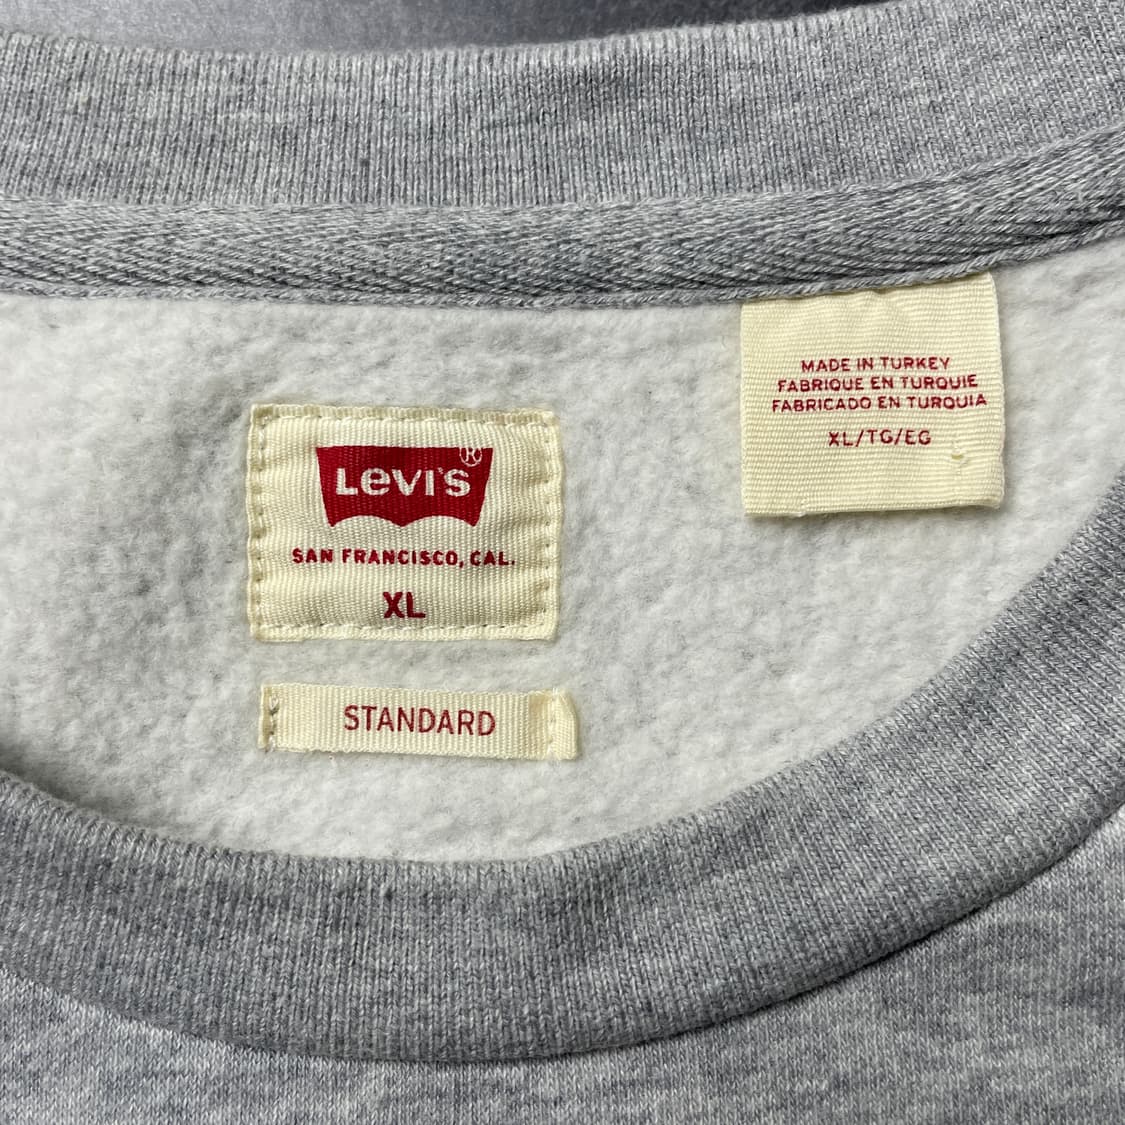 MADE IN TURKEY
FABRIQUE EN TURQUIE
FABRICADO EN TURQUIA
XL/TG/EG
Levi's®
SAN FRANCISCO, CAL.
XL
STANDARD